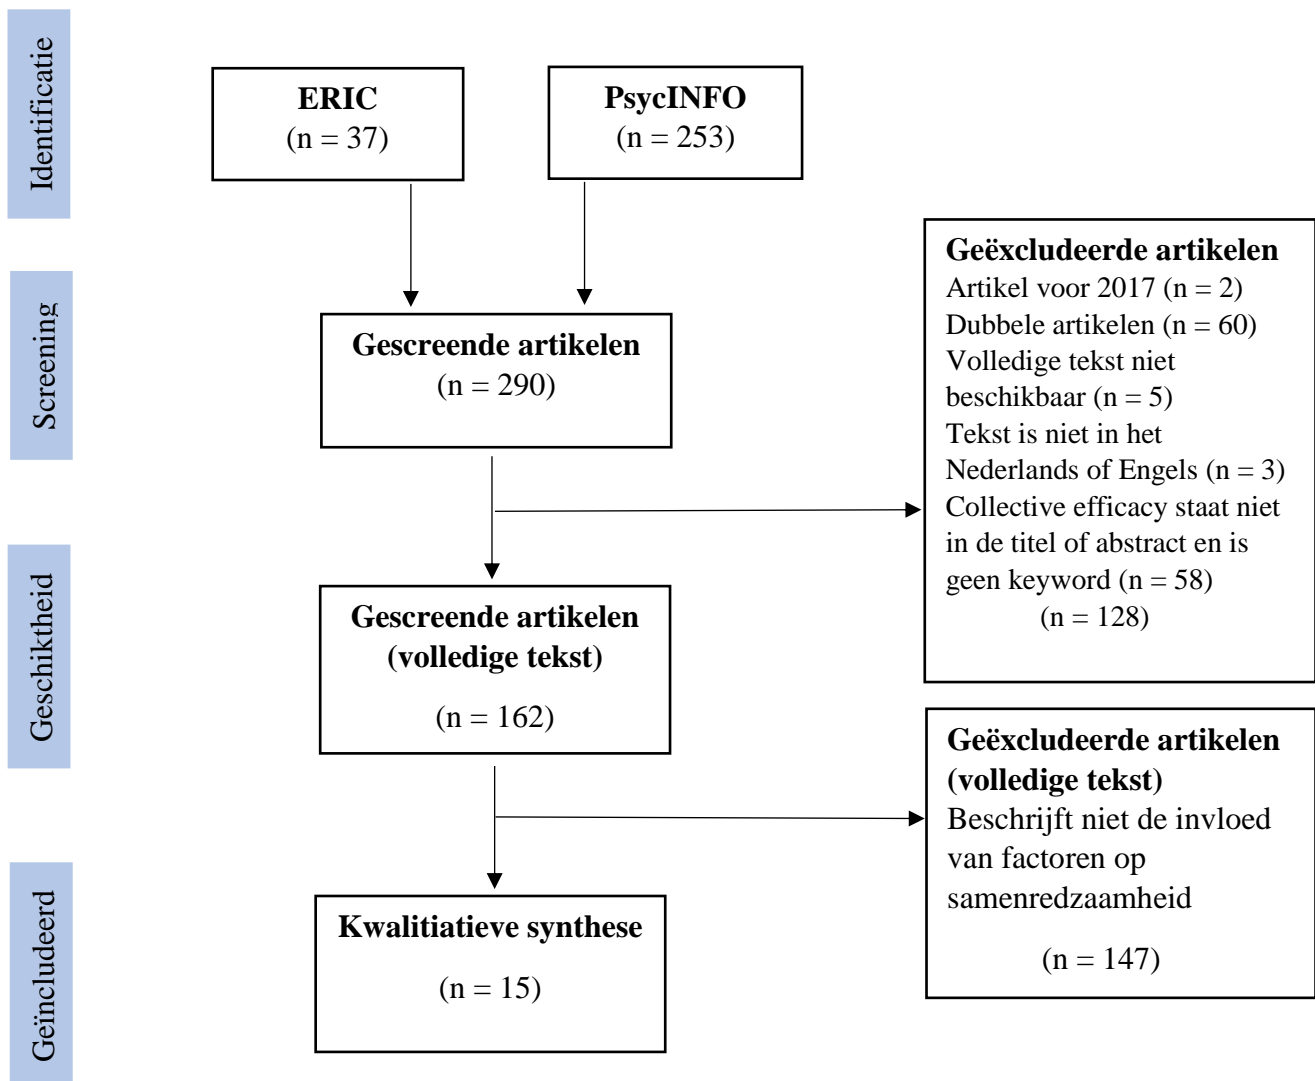 Identificatie
ERIC
(n = 37)
PsycINFO
(n = 253)
Screening
Gescreende artikelen
(n = 290)
Geëxcludeerde artikelen
Artikel voor 2017 (n = 2)
Dubbele artikelen (n = 60)
Volledige tekst niet
beschikbaar (n = 5)
Tekst is niet in het
Nederlands of Engels (n = 3)
Collective efficacy staat niet
in de titel of abstract en is
geen keyword (n = 58)
(n = 128)
Geschiktheid
Gescreende artikelen
(volledige tekst)
(n = 162)
Geëxcludeerde artikelen
(volledige tekst)
Beschrijft niet de invloed
van factoren op
samenredzaamheid
(n = 147)
Geïncludeerd
Kwalitiatieve synthese
(n = 15)